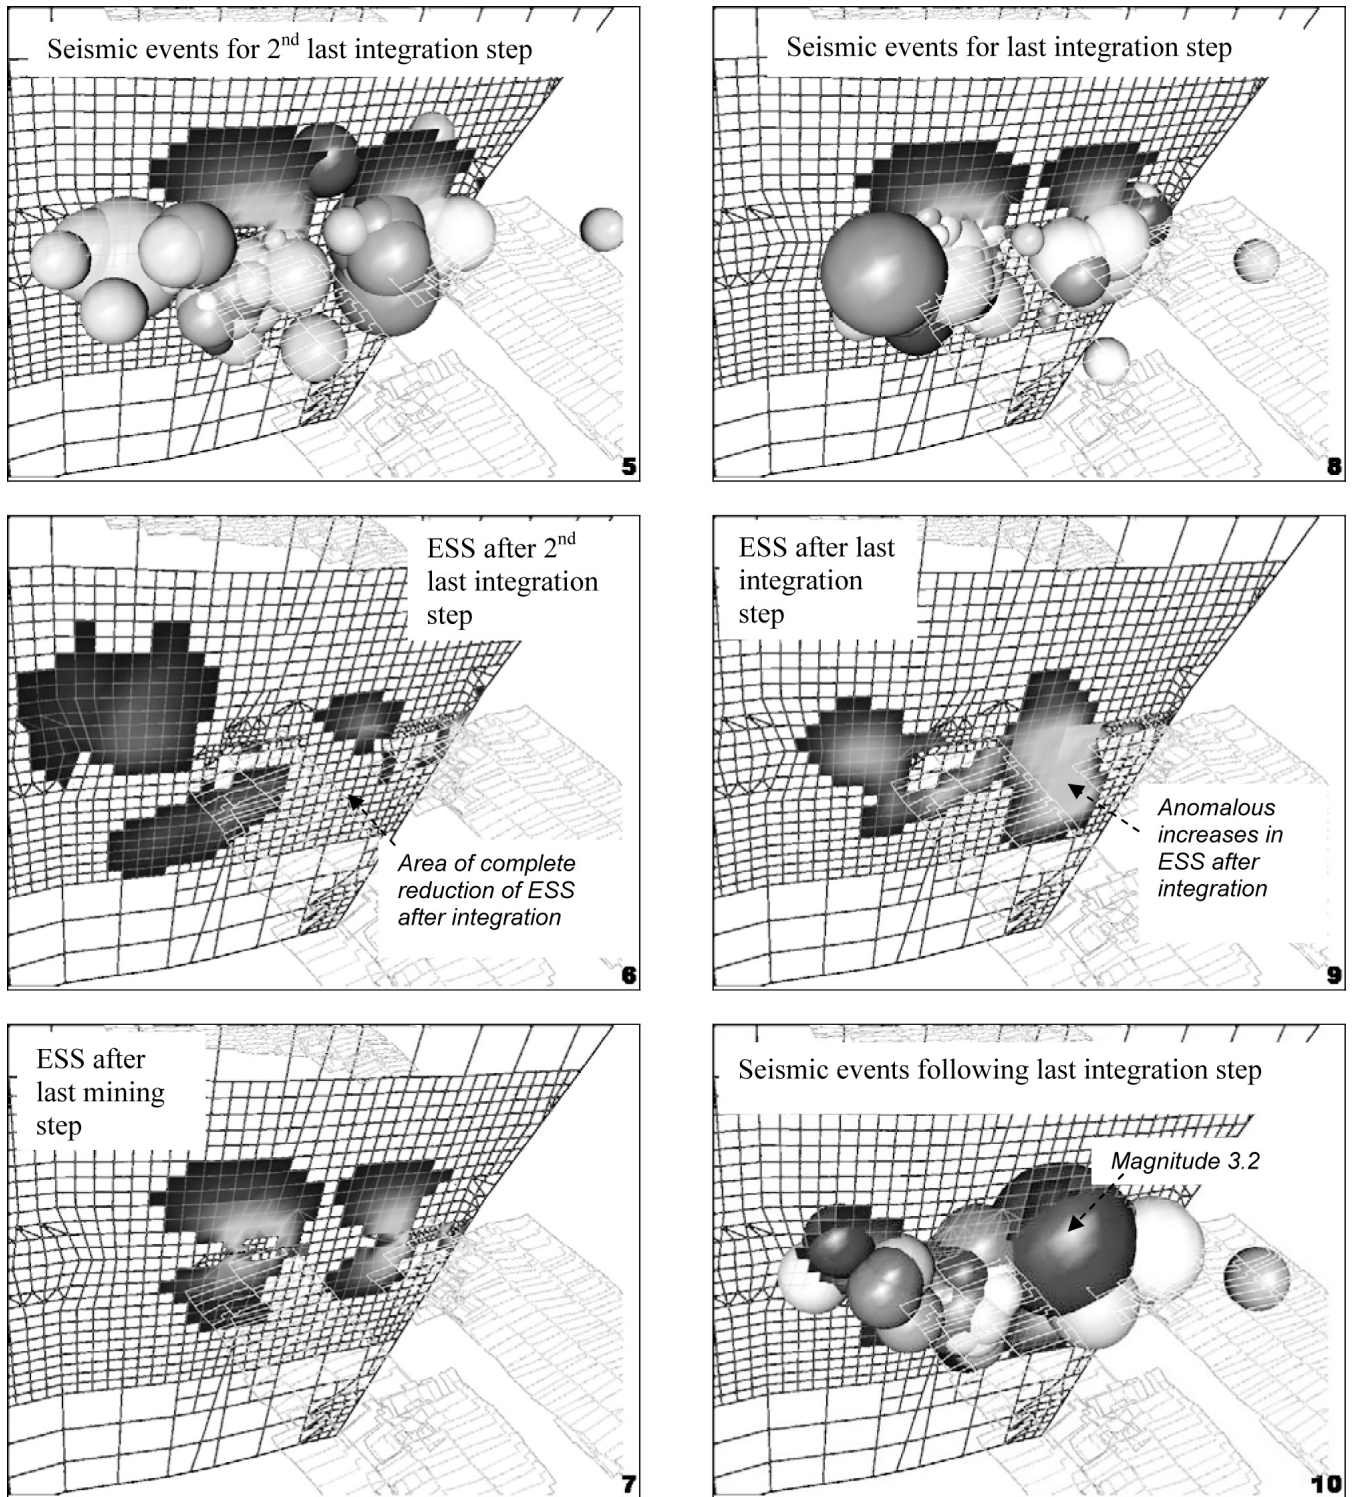 Seismic events for 2nd last integration step
5
Seismic events for last integration step
8
ESS after 2nd
last integration
step
Area of complete
reduction of ESS
after integration
6
ESS after last
integration
step
Anomalous
increases in
ESS after
integration
9
ESS after
last mining
step
7
Seismic events following last integration step
Magnitude 3.2
10